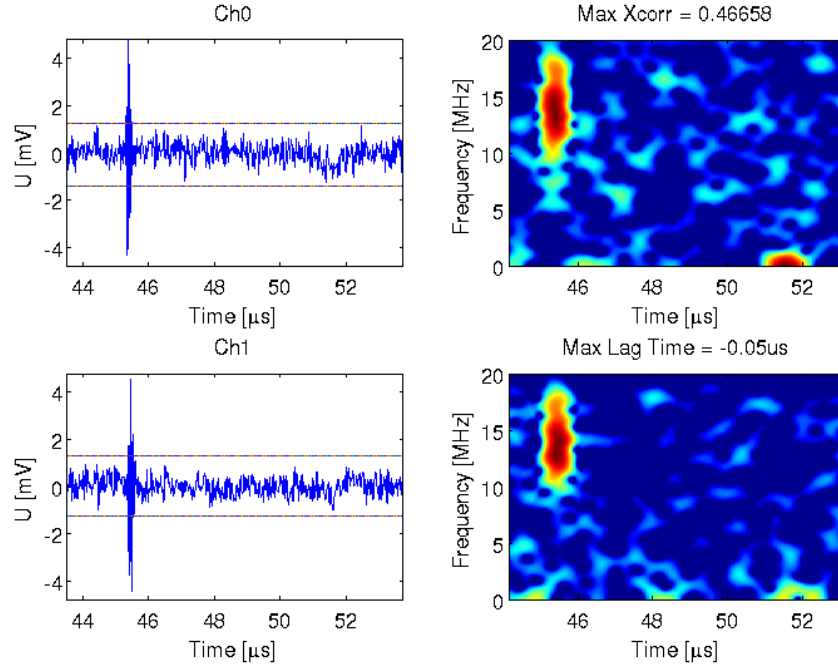 Ch0
4
2
0
-2
-4
U [mV]
44 46 48 50 52
Time [μs]
Max Xcorr = 0.46658
20
15
10
5
0
Frequency [MHz]
46 48 50 52
Time [μs]
Ch1
4
2
0
-2
-4
U [mV]
44 46 48 50 52
Time [μs]
Max Lag Time = -0.05us
20
15
10
5
0
Frequency [MHz]
46 48 50 52
Time [μs]